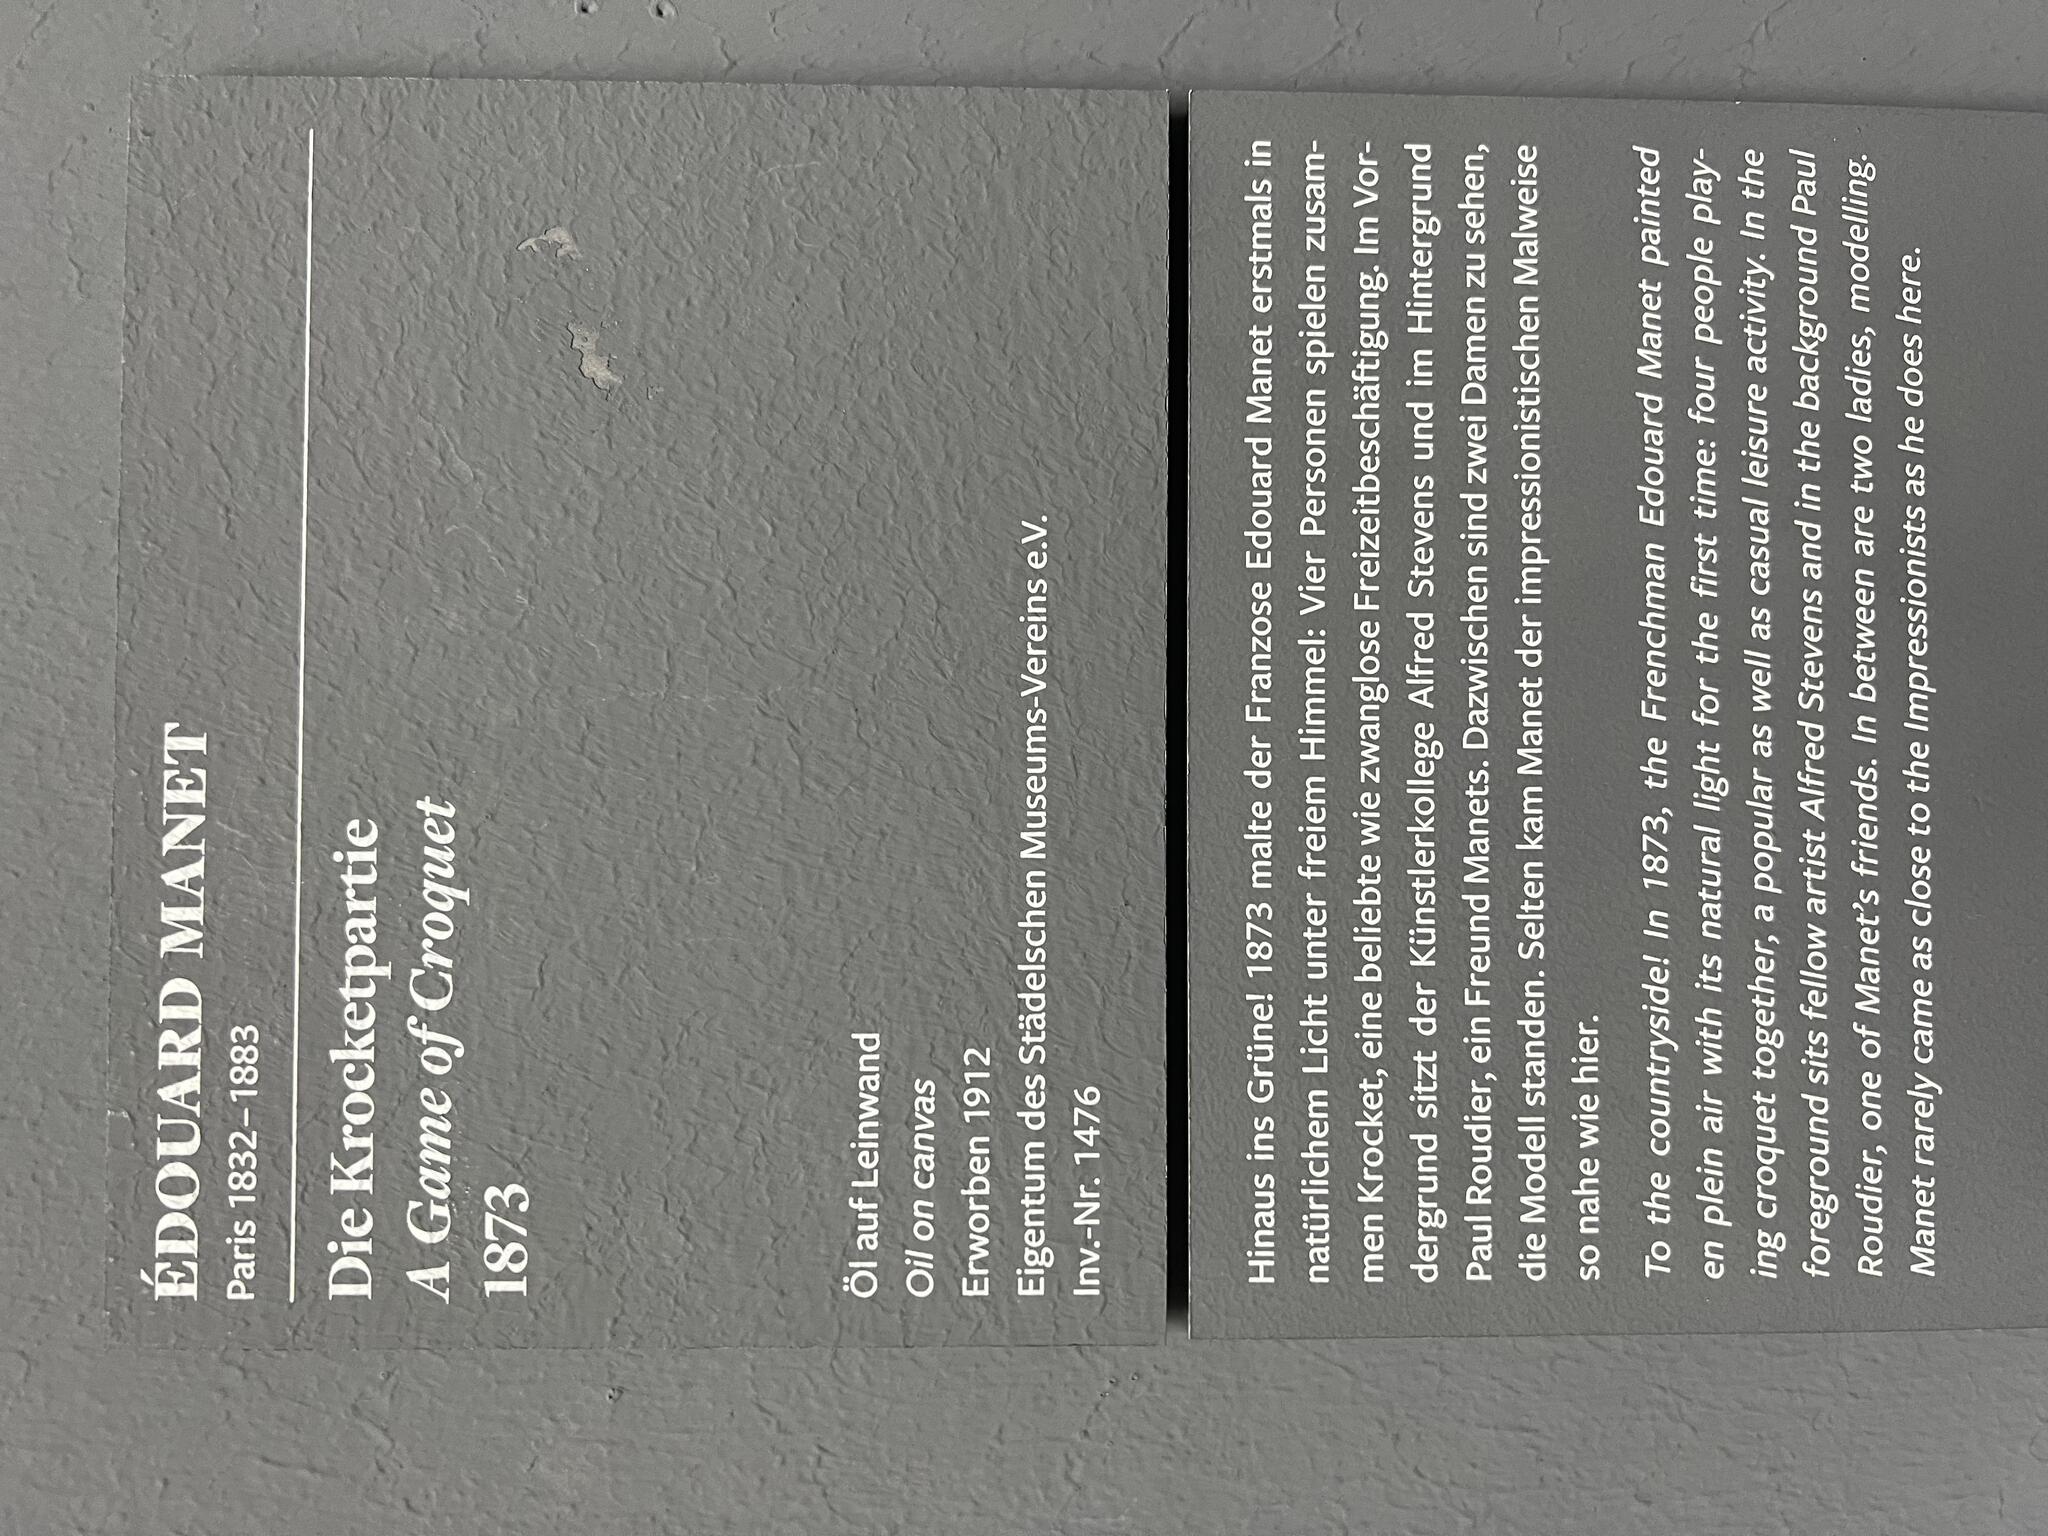 ÉDOUARD MANET
Paris 1832–1883
Die Krocketpartie
A Game of Croquet
1873
Öl auf Leinwand
Oil on canvas
Erworben 1912
Eigentum des Städelschen Museums-Vereins e.V.
Inv.-Nr. 1476
Hinaus ins Grüne! 1873 malte der Franzose Edouard Manet erstmals in
natürlichem Licht unter freiem Himmel: Vier Personen spielen zusam-
men Krocket, eine beliebte wie zwanglose Freizeitbeschäftigung. Im Vor-
dergrund sitzt der Künstlerkollege Alfred Stevens und im Hintergrund
Paul Roudier, ein Freund Manets. Dazwischen sind zwei Damen zu sehen,
die Modell standen. Selten kam Manet der impressionistischen Malweise
so nahe wie hier.
To the countryside! In 1873, the Frenchman Edouard Manet painted
en plein air with its natural light for the first time: four people play-
ing croquet together, a popular as well as casual leisure activity. In the
foreground sits fellow artist Alfred Stevens and in the background Paul
Roudier, one of Manet’s friends. In between are two ladies, modelling.
Manet rarely came as close to the Impressionists as he does here.